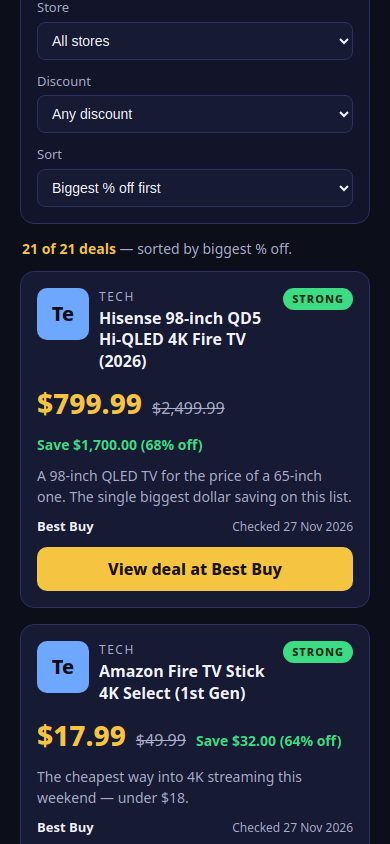 Store
All stores
Discount
Any discount
Sort
Biggest % off first
21 of 21 deals — sorted by biggest % off.
Te
TECH
STRONG
Hisense 98-inch QD5
Hi-QLED 4K Fire TV
(2026)
$799.99 $2,499.99
Save $1,700.00 (68% off)
A 98-inch QLED TV for the price of a 65-inch
one. The single biggest dollar saving on this list.
Best Buy Checked 27 Nov 2026
View deal at Best Buy
Te
TECH
STRONG
Amazon Fire TV Stick
4K Select (1st Gen)
$17.99 $49.99 Save $32.00 (64% off)
The cheapest way into 4K streaming this
weekend — under $18.
Best Buy Checked 27 Nov 2026